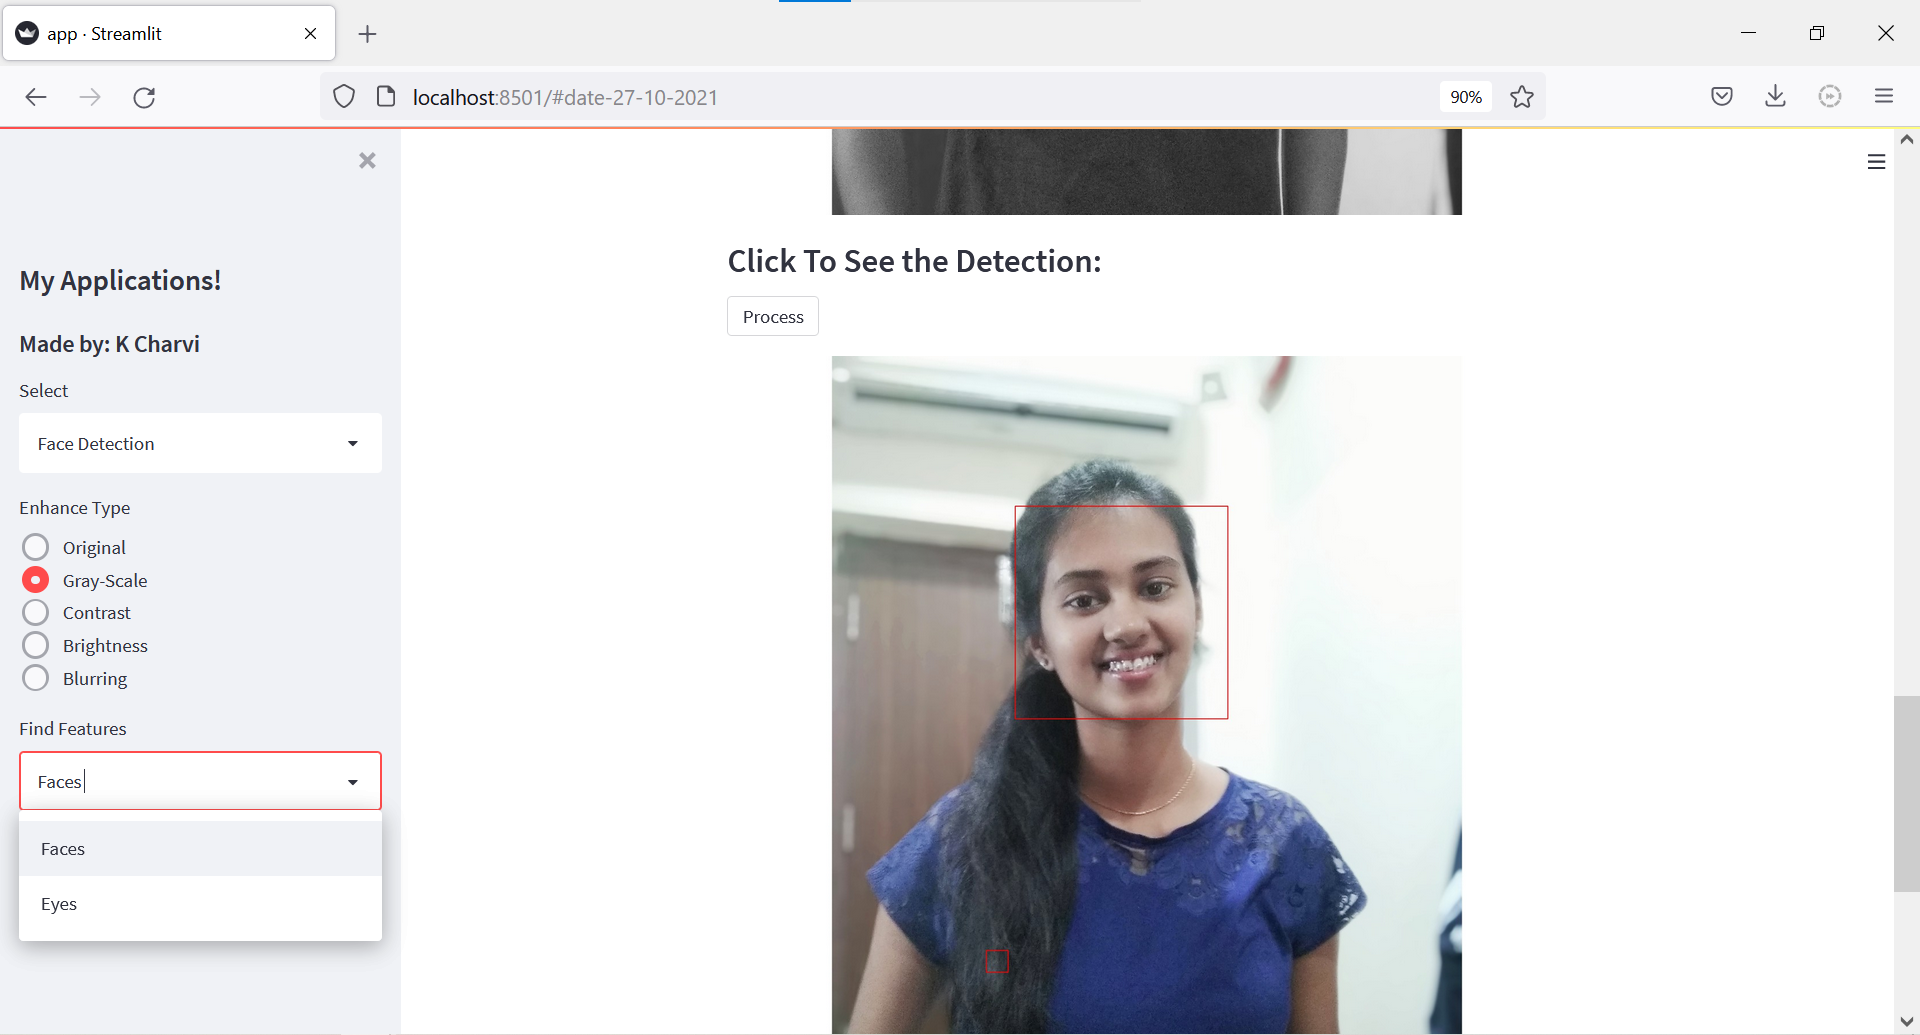 app · Streamlit
localhost:8501/#date-27-10-2021
90%
My Applications!
Made by: K Charvi
Select
Face Detection
Enhance Type
Original
Gray-Scale
Contrast
Brightness
Blurring
Find Features
Faces
Faces
Eyes
Click To See the Detection:
Process